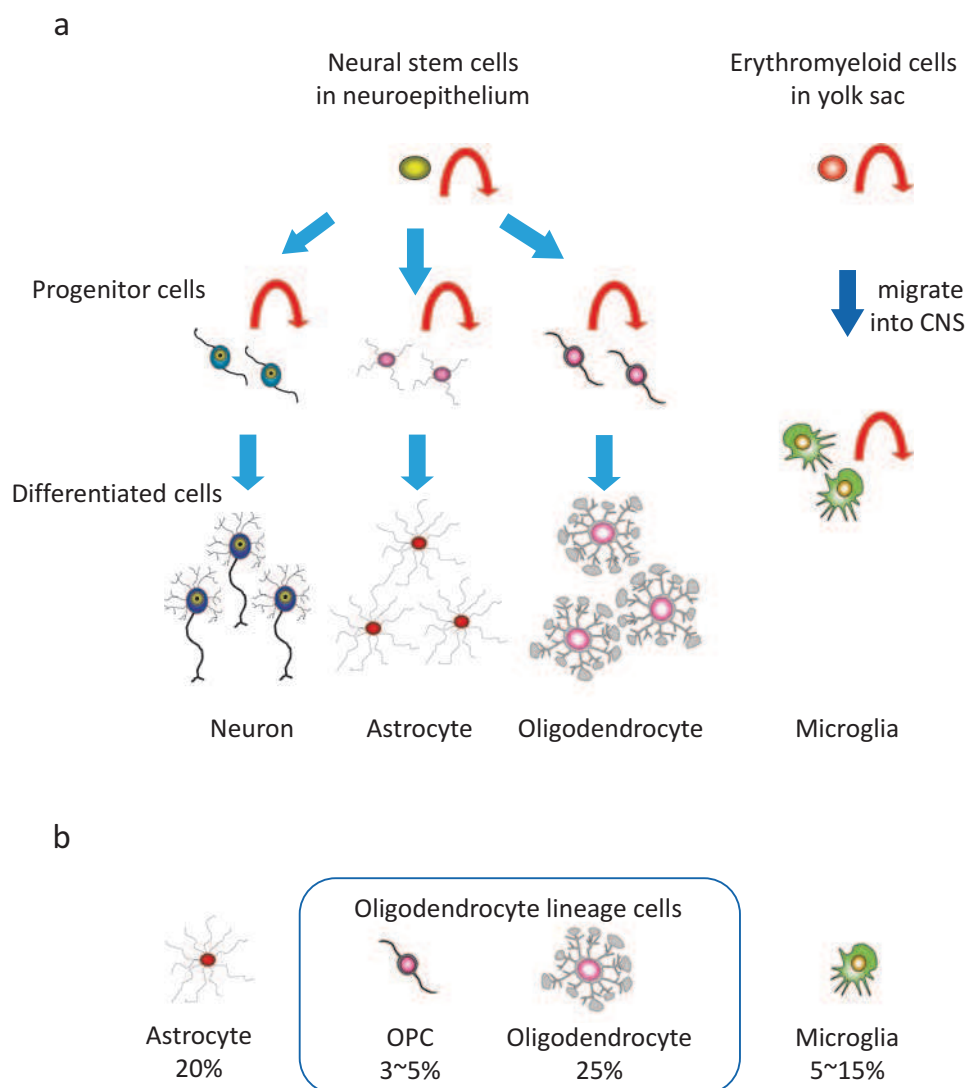 a
Neural stem cells
in neuroepithelium
Erythromyeloid cells
in yolk sac
Progenitor cells
migrate
into CNS
Differentiated cells
Neuron
Astrocyte
Oligodendrocyte
Microglia
b
Oligodendrocyte lineage cells
Astrocyte
20%
OPC
3~5%
Oligodendrocyte
25%
Microglia
5~15%